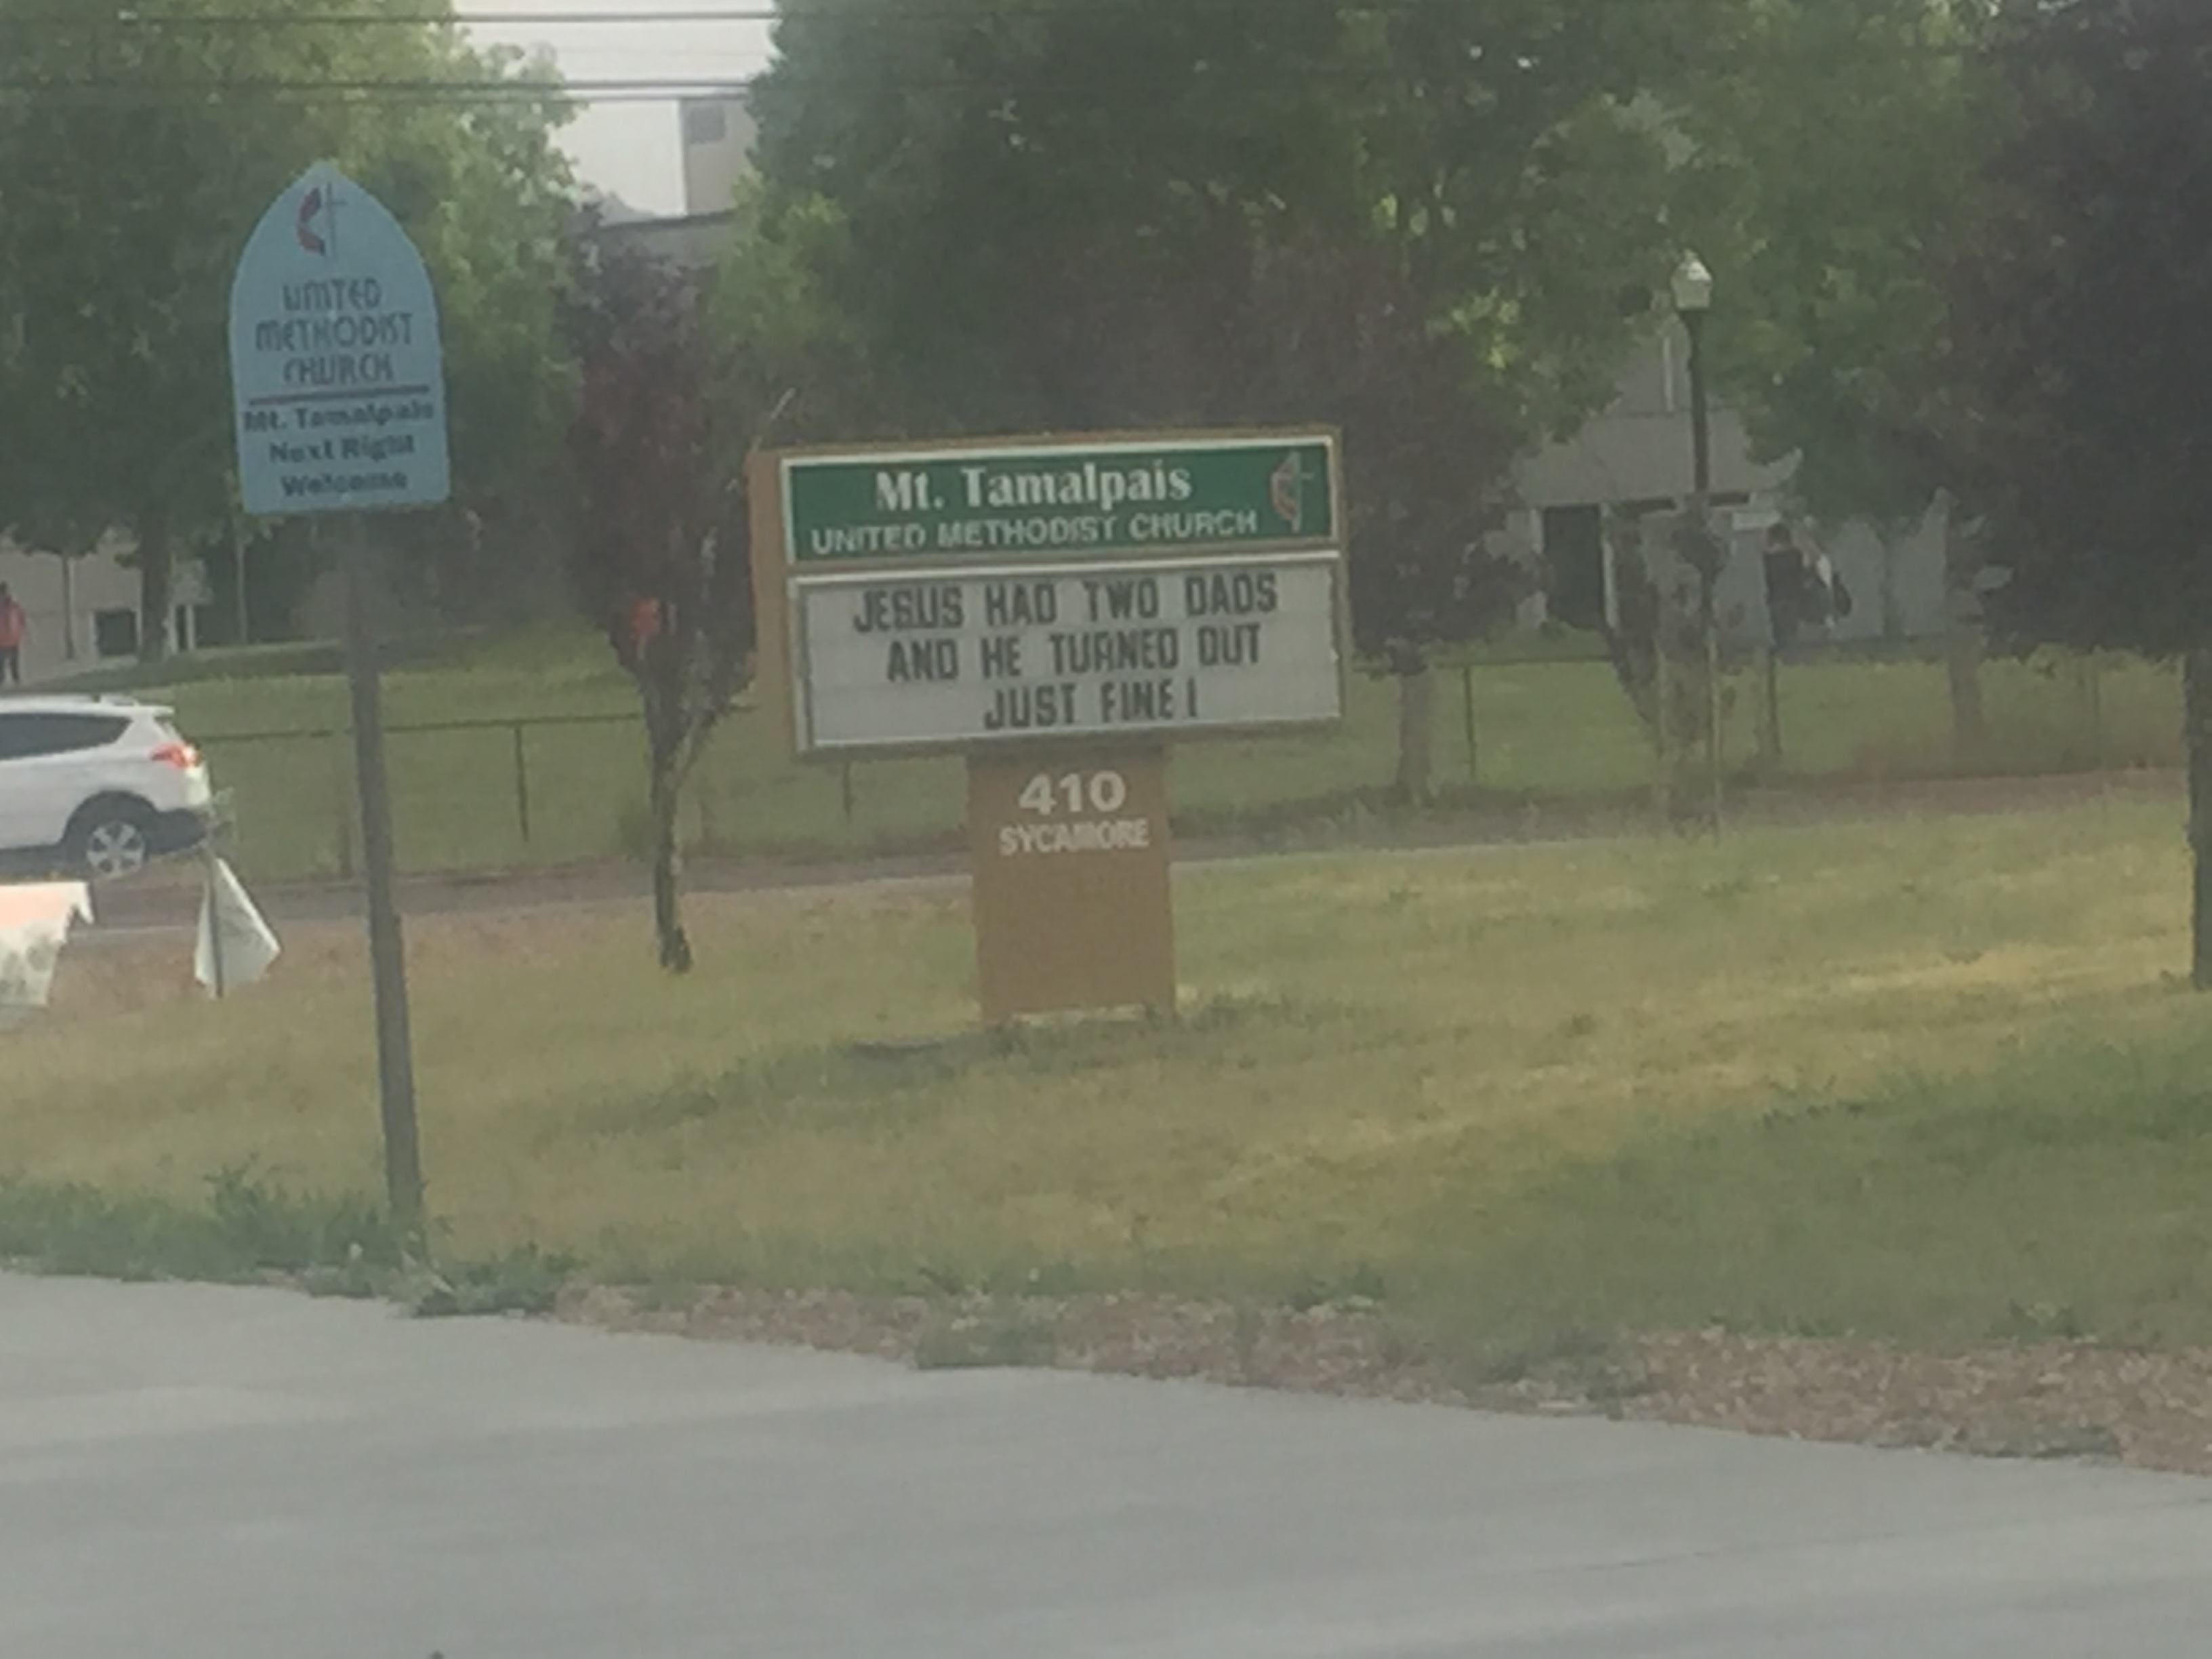 UNITED
METHODIST
CHURCH
Mt. Tamalpais
Next Right
Welcome
Mt. Tamalpais
UNITED METHODIST CHURCH
JESUS HAD TWO DADS
AND HE TURNED OUT
JUST FINE!
410
SYCAMORE